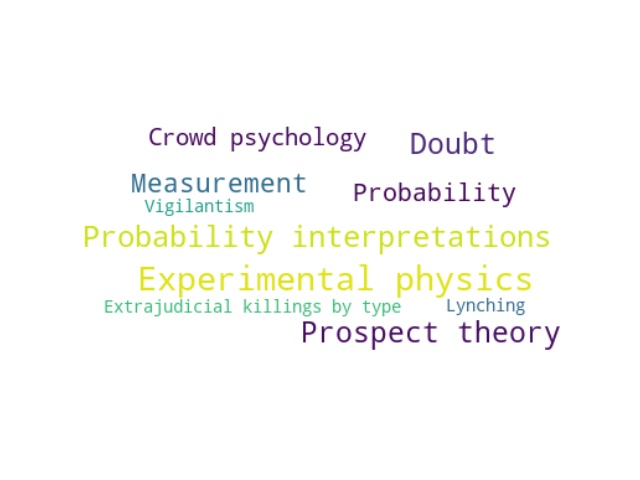 Crowd psychology
Doubt
Measurement
Probability
Vigilantism
Probability interpretations
Experimental physics
Extrajudicial killings by type
Lynching
Prospect theory